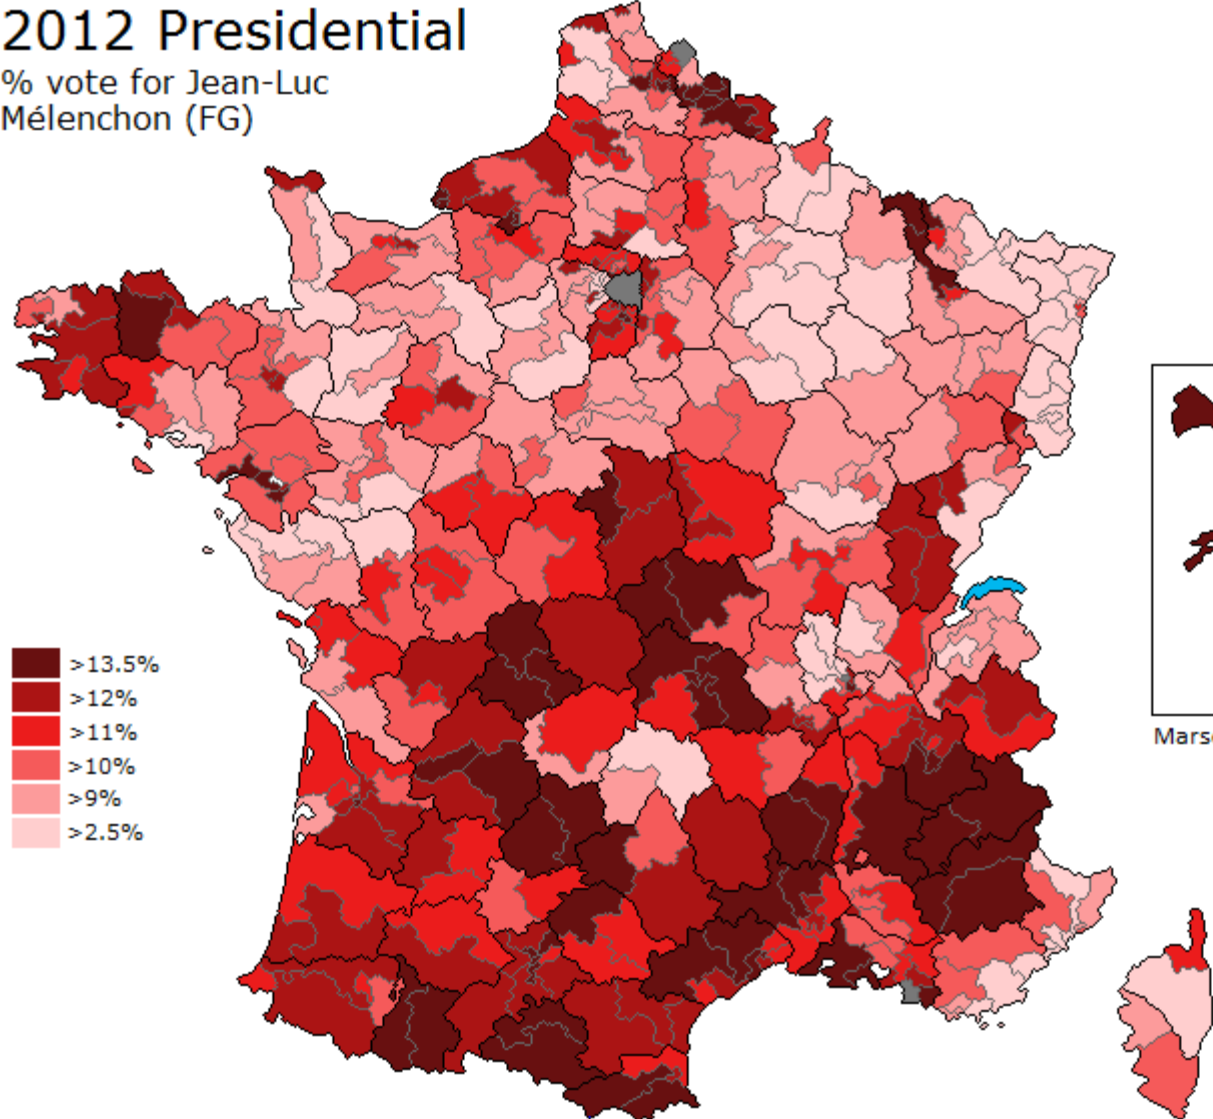 2012 Presidential
% vote for Jean-Luc
Mélenchon (FG)
>13.5%
>12%
>11%
>10%
>9%
>2.5%